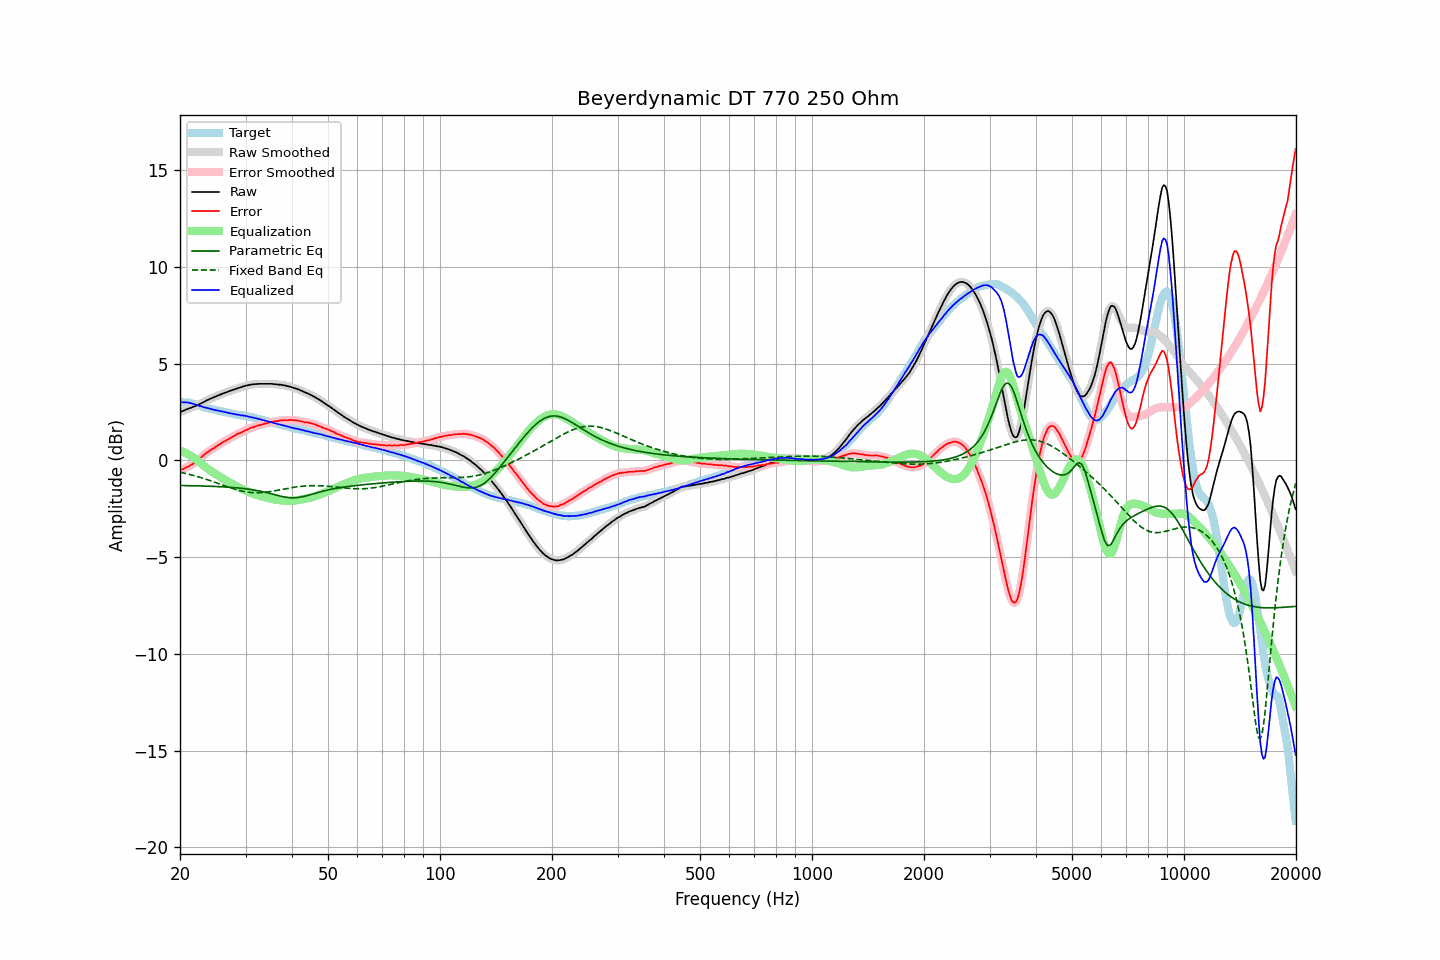 Beyerdynamic DT 770 250 Ohm
Target
Raw Smoothed
Error Smoothed
Raw
Error
Equalization
Parametric Eq
Fixed Band Eq
Equalized
15
10
5
0
−5
−10
−15
−20
Amplitude (dBr)
20 50 100 200 500 1000 2000 5000 10000 20000
Frequency (Hz)